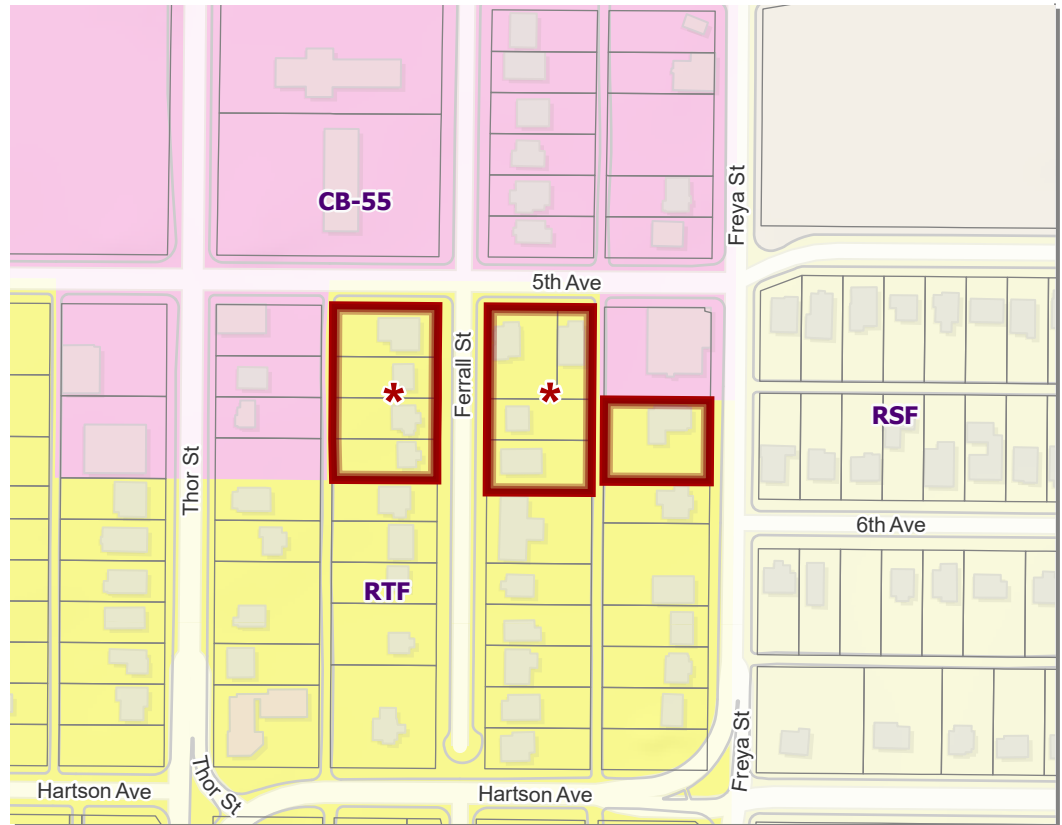 CB-55
Freya St
5th Ave
Ferrall St
*
*
RSF
Thor St
6th Ave
RTF
Freya St
Thor St
Hartson Ave
Hartson Ave